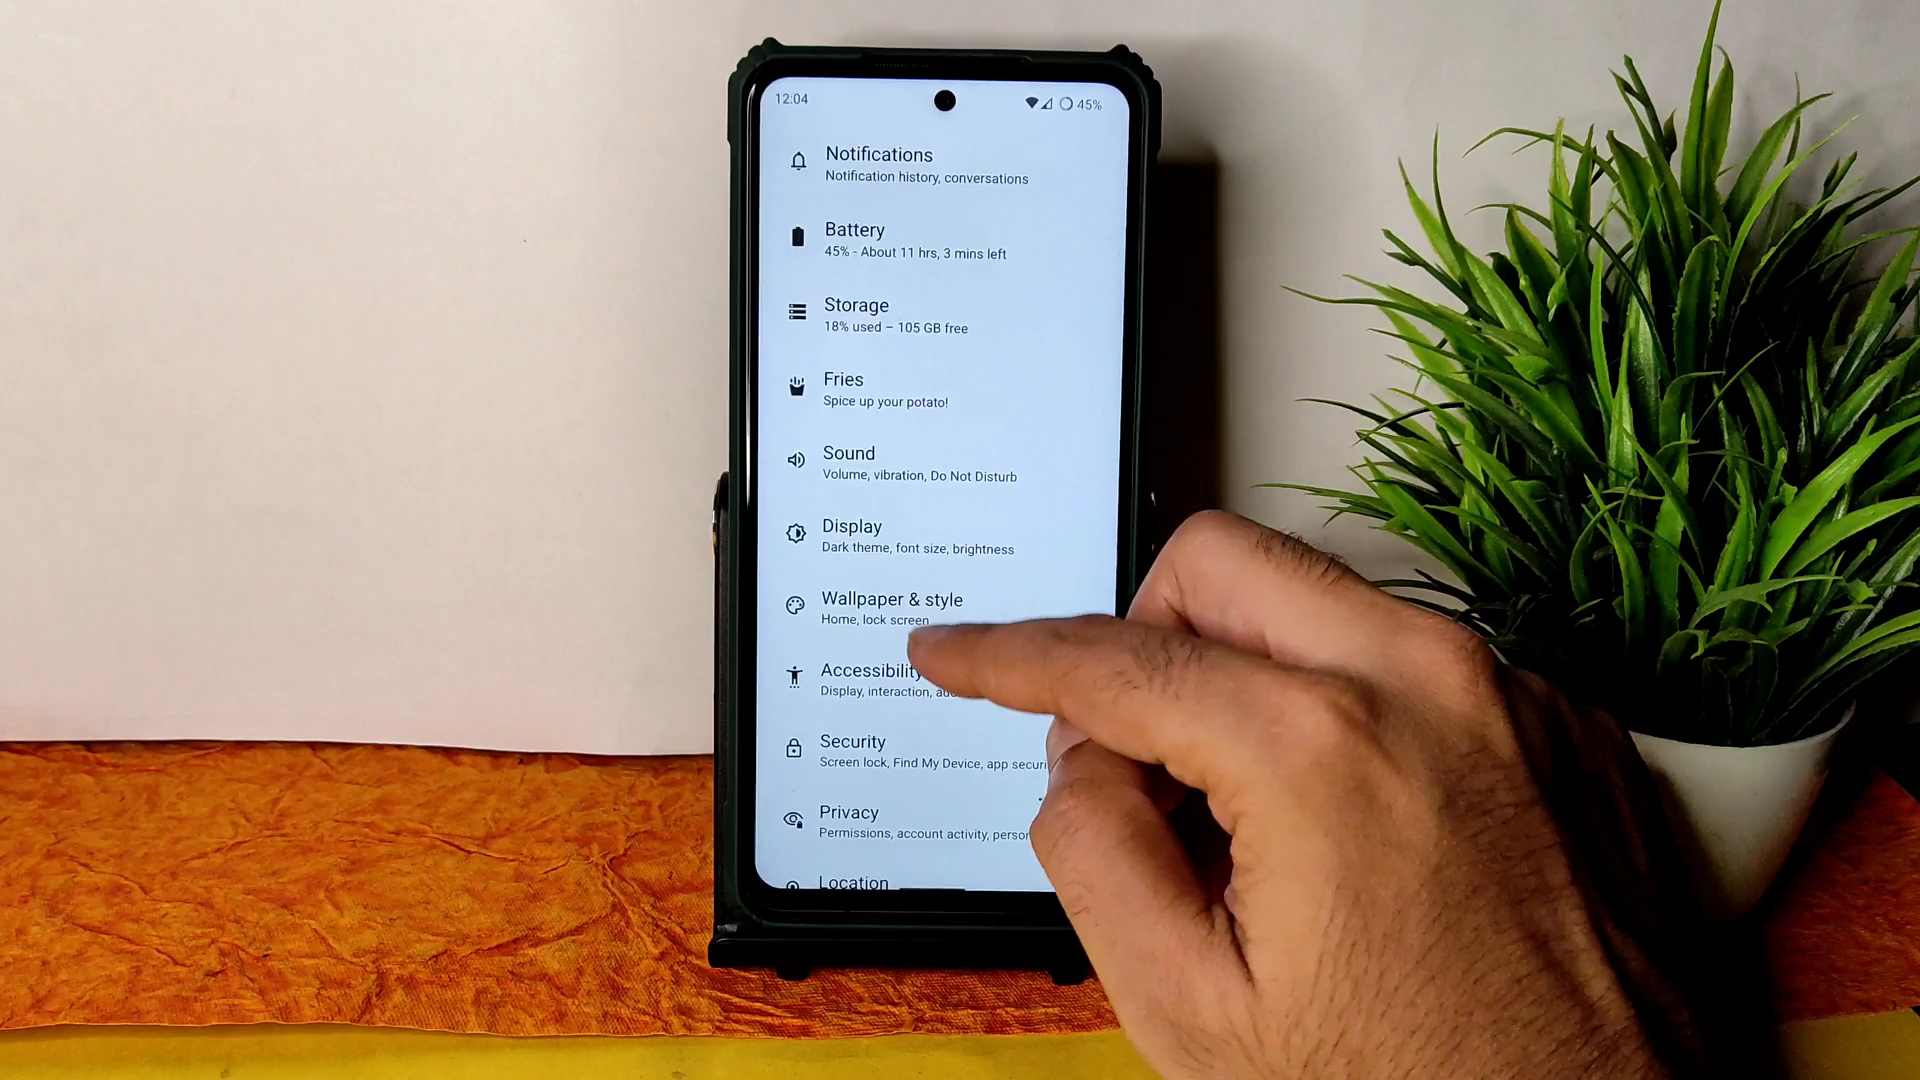 12:04
45%
Notifications
Notification history, conversations
Battery
45% - About 11 hrs, 3 mins left
Storage
18% used – 105 GB free
Fries
Spice up your potato!
Sound
Volume, vibration, Do Not Disturb
Display
Dark theme, font size, brightness
Wallpaper & style
Home, lock screen
Accessibility
Display, interaction,
Security
Screen lock, Find My Device, app
Privacy
Permissions, account activity,
Location